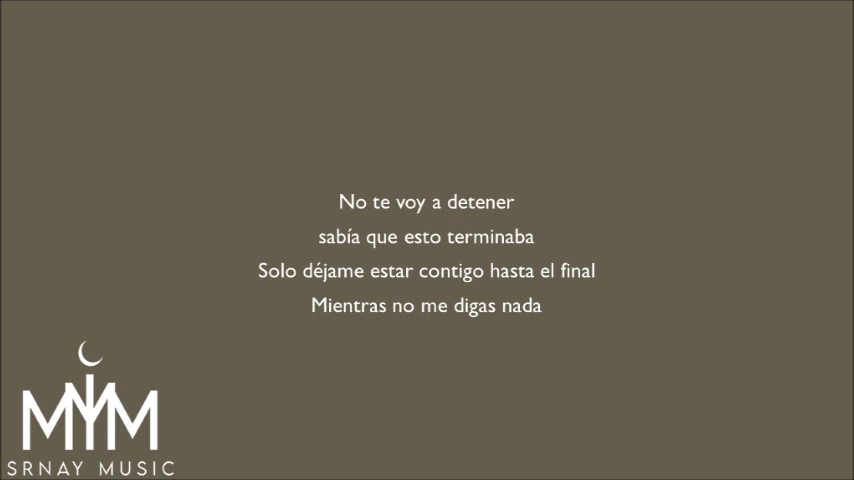 No te voy a detener
sabía que esto terminaba
Solo déjame estar contigo hasta el final
Mientras no me digas nada
MYM
SRNAY MUSIC